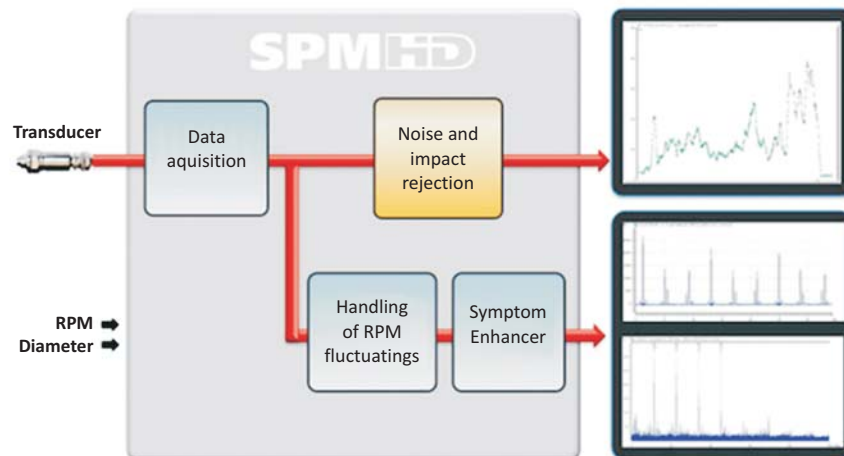 SPMHD
Transducer
Data
aquisition
Noise and
impact
rejection
RPM
Diameter
Handling
of RPM
fluctuatings
Symptom
Enhancer